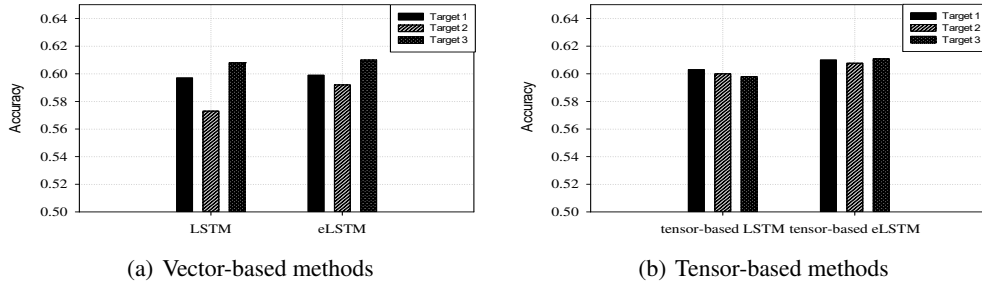 Accuracy
0.64
0.62
0.60
0.58
0.56
0.54
0.52
0.50
Target 1
Target 2
Target 3
LSTM eLSTM
(a) Vector-based methods
Accuracy
0.64
0.62
0.60
0.58
0.56
0.54
0.52
0.50
Target 1
Target 2
Target 3
tensor-based LSTM tensor-based eLSTM
(b) Tensor-based methods